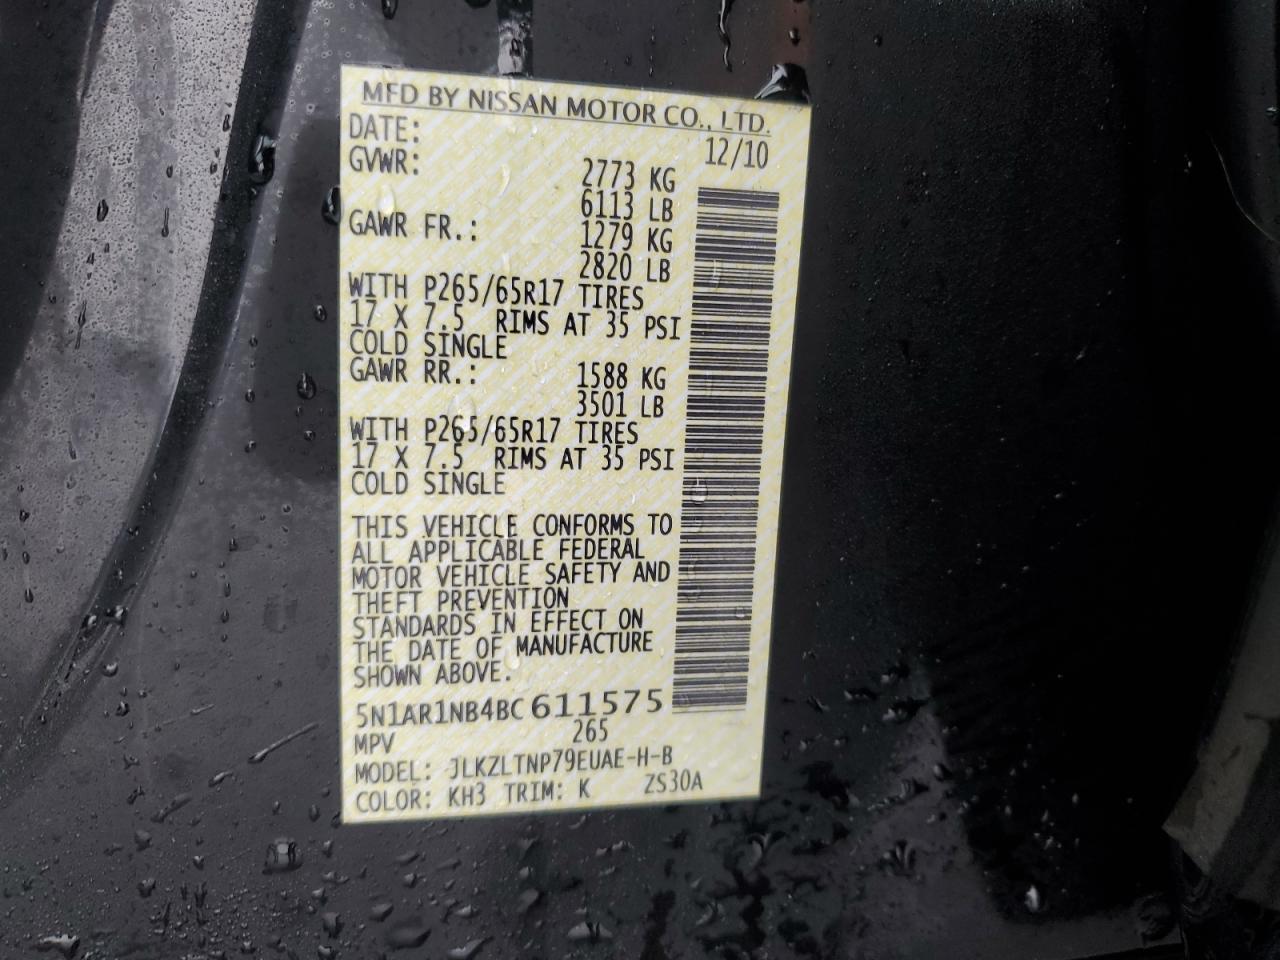 MFD BY NISSAN MOTOR CO., LTD.
DATE: 12/10
GVWR: 2773 KG
6113 LB
GAWR FR.: 1279 KG
2820 LB
WITH P265/65R17 TIRES
17 X 7.5 RIMS AT 35 PSI
COLD SINGLE
GAWR RR.: 1588 KG
3501 LB
WITH P265/65R17 TIRES
17 X 7.5 RIMS AT 35 PSI
COLD SINGLE
THIS VEHICLE CONFORMS TO
ALL APPLICABLE FEDERAL
MOTOR VEHICLE SAFETY AND
THEFT PREVENTION
STANDARDS IN EFFECT ON
THE DATE OF MANUFACTURE
SHOWN ABOVE.
5N1AR1NB4BC611575
MPV 265
MODEL: JLKZLTNP79EUAE-H-B
COLOR: KH3 TRIM: K ZS30A